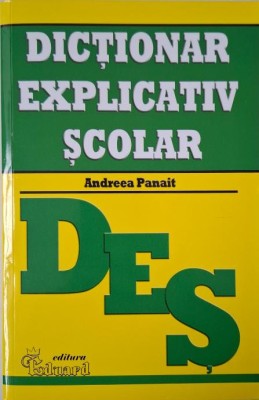 DICȚIONAR
EXPLICATIV
ȘCOLAR
Andreea Panait
DEȘ
editura
Eduard